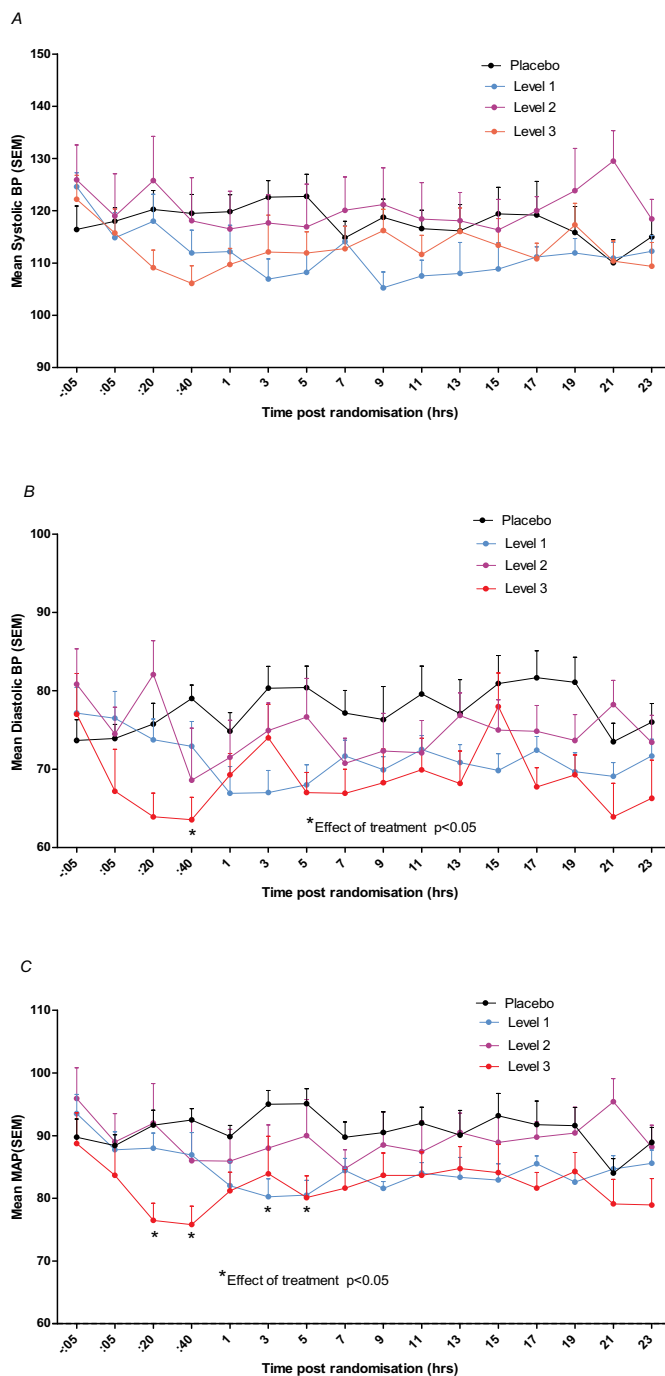 A
150
140
130
120
110
100
90
Mean Systolic BP (SEM)
Placebo
Level 1
Level 2
Level 3
-:05 :05 :20 :40 1 3 5 7 9 11 13 15 17 19 21 23
Time post randomisation (hrs)
B
100
90
80
70
60
Mean Diastolic BP (SEM)
Placebo
Level 1
Level 2
Level 3
*
*Effect of treatment p<0.05
-:05 :05 :20 :40 1 3 5 7 9 11 13 15 17 19 21 23
Time post randomisation (hrs)
C
110
100
90
80
70
60
Mean MAP(SEM)
Placebo
Level 1
Level 2
Level 3
* * * *
*Effect of treatment p<0.05
-:05 :05 :20 :40 1 3 5 7 9 11 13 15 17 19 21 23
Time post randomisation (hrs)